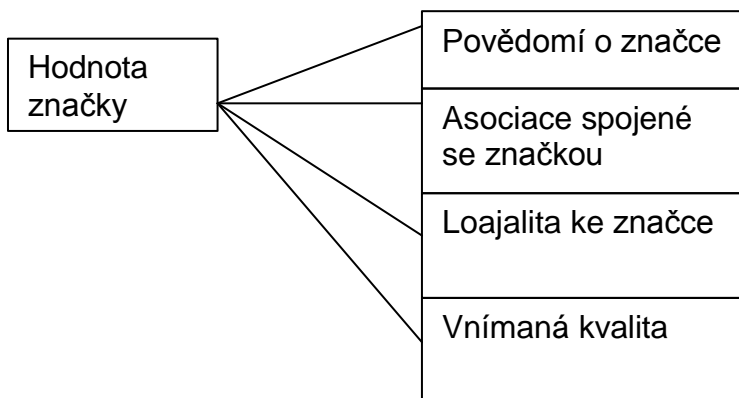 Hodnota
značky
Povědomí o značce
Asociace spojené
se značkou
Loajalita ke značce
Vnímaná kvalita